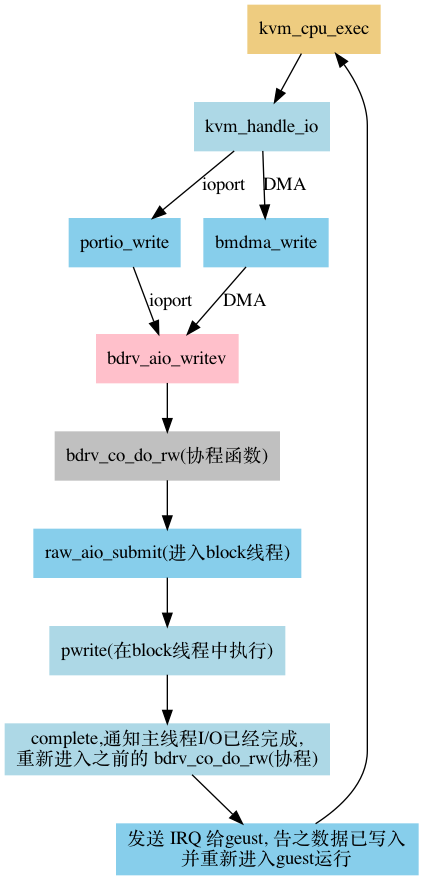 kvm_cpu_exec
kvm_handle_io
ioport
DMA
portio_write
bmdma_write
ioport
DMA
bdrv_aio_writev
bdrv_co_do_rw(协程函数)
raw_aio_submit(进入block线程)
pwrite(在block线程中执行)
complete,通知主线程I/O已经完成,
重新进入之前的 bdrv_co_do_rw(协程)
发送 IRQ 给geust, 告之数据已写入
并重新进入guest运行